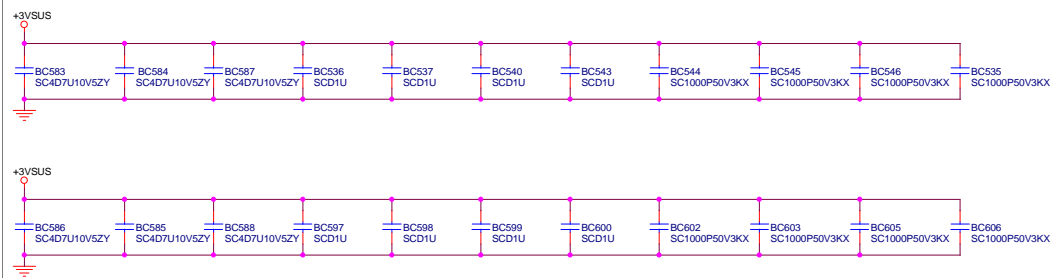 +3VSUS
BC583 BC584 BC587 BC536 BC537 BC540 BC543 BC544 BC545 BC546 BC535
SC4D7U10V5ZY SC4D7U10V5ZY SC4D7U10V5ZY SCD1U SCD1U SCD1U SCD1U SC1000P50V3KX SC1000P50V3KX SC1000P50V3KX SC1000P50V3KX
+3VSUS
BC586 BC585 BC588 BC597 BC598 BC599 BC600 BC602 BC603 BC605 BC606
SC4D7U10V5ZY SC4D7U10V5ZY SC4D7U10V5ZY SCD1U SCD1U SCD1U SCD1U SC1000P50V3KX SC1000P50V3KX SC1000P50V3KX SC1000P50V3KX